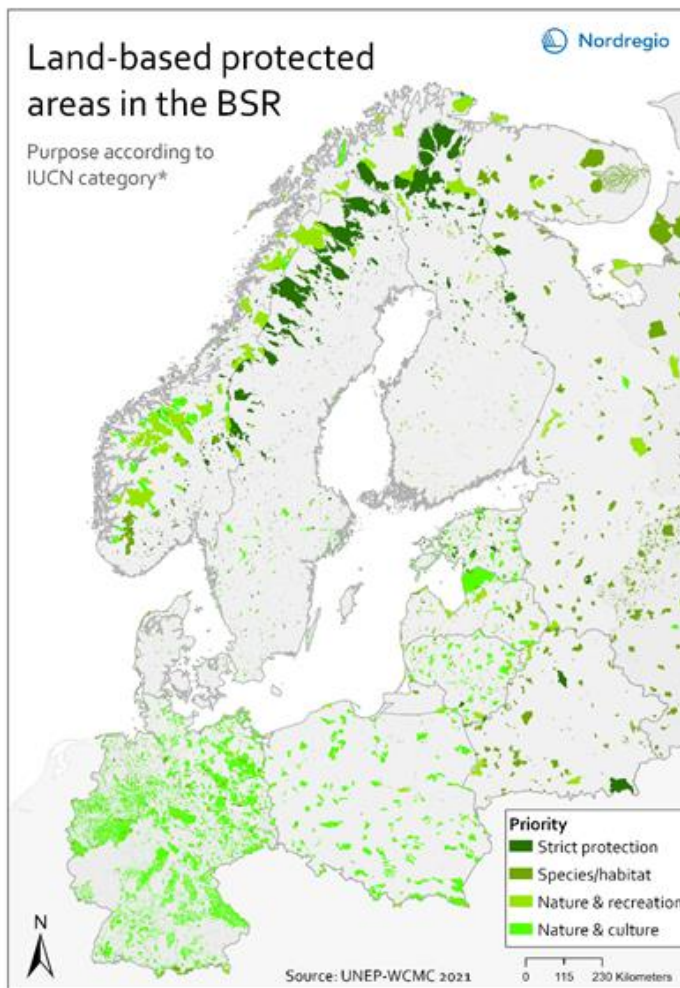 Land-based protected
areas in the BSR
Nordregio
Purpose according to
IUCN category*
Priority
Strict protection
Species/habitat
Nature & recreation
Nature & culture
N
Source: UNEP-WCMC 2021
0 115 230 Kilometers